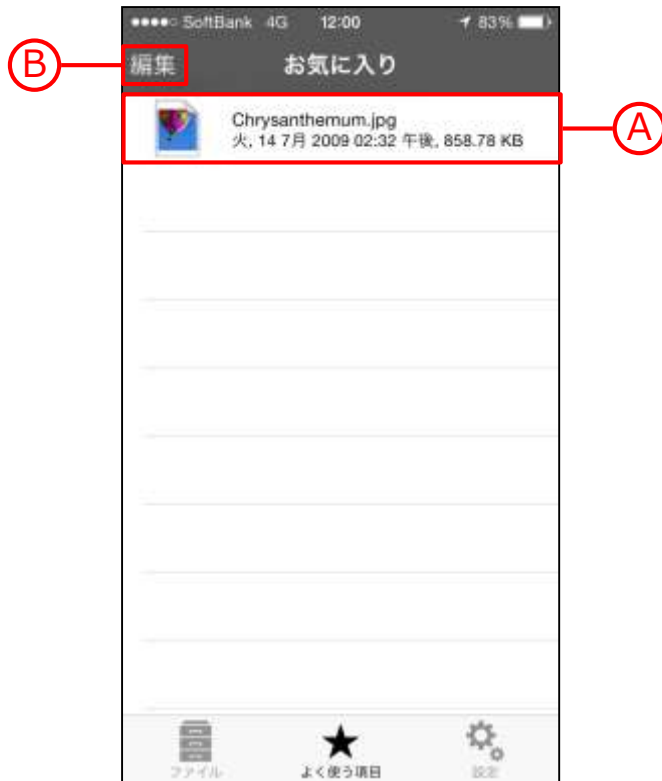 SoftBank 4G 12:00 83%
B
編集 お気に入り
Chrysanthemum.jpg
火, 14 7月 2009 02:32 午後, 858.78 KB
A
ファイル よく使う項目 設定